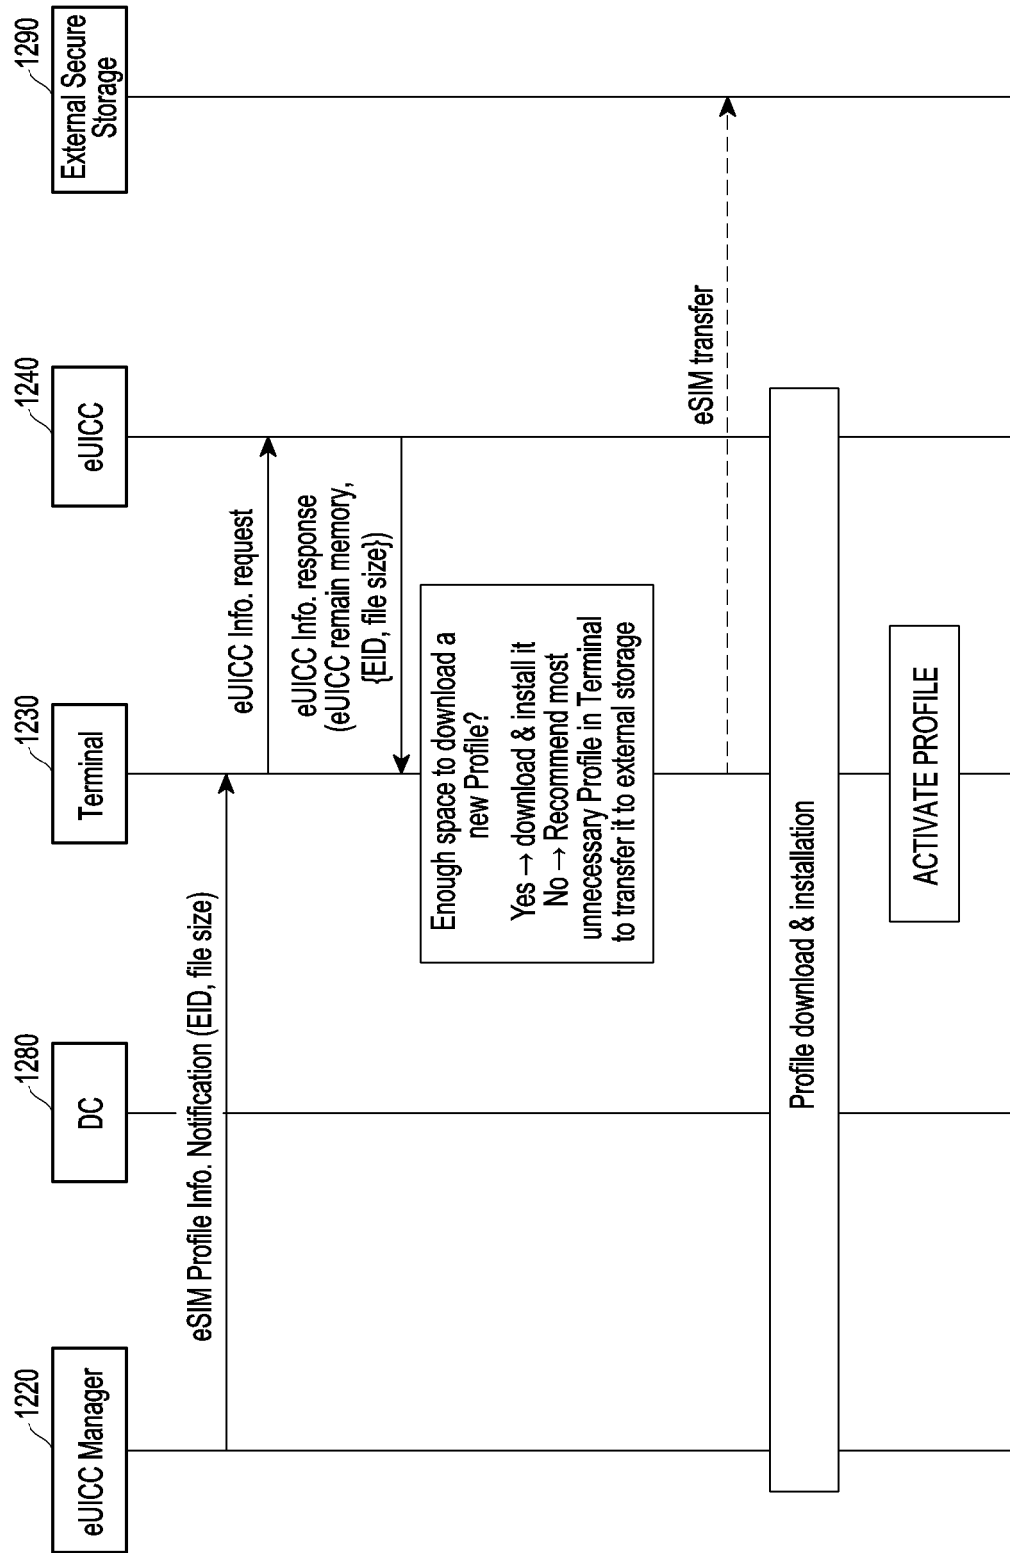 1220
eUICC Manager
1280
DC
1230
Terminal
1240
eUICC
1290
External Secure
Storage
eSIM Profile Info. Notification (EID, file size)
eUICC Info. request
eUICC Info. response
(eUICC remain memory,
{EID, file size})
Enough space to download a
new Profile?
Yes → download & install it
No → Recommend most
unnecessary Profile in Terminal
to transfer it to external storage
eSIM transfer
Profile download & installation
ACTIVATE PROFILE